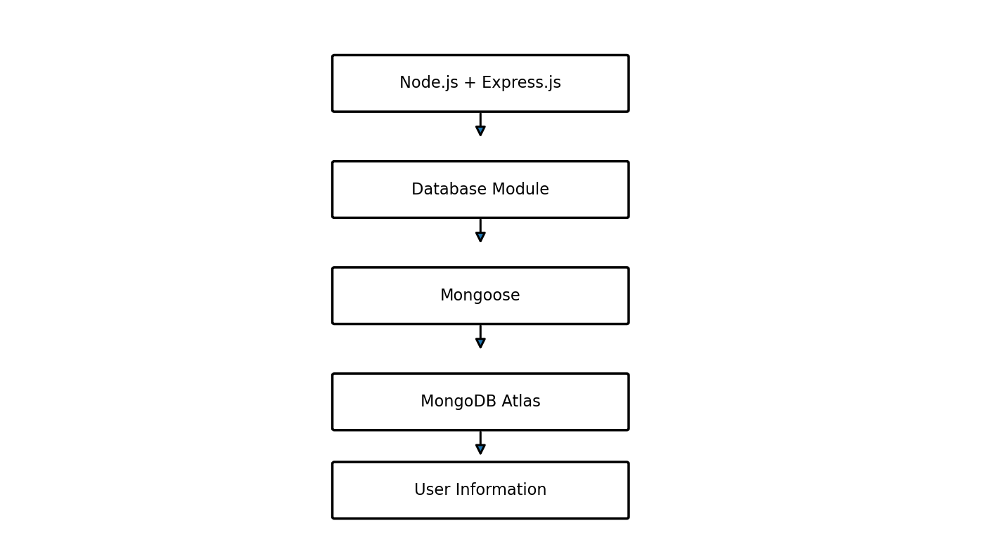 Node.js + Express.js
Database Module
Mongoose
MongoDB Atlas
User Information